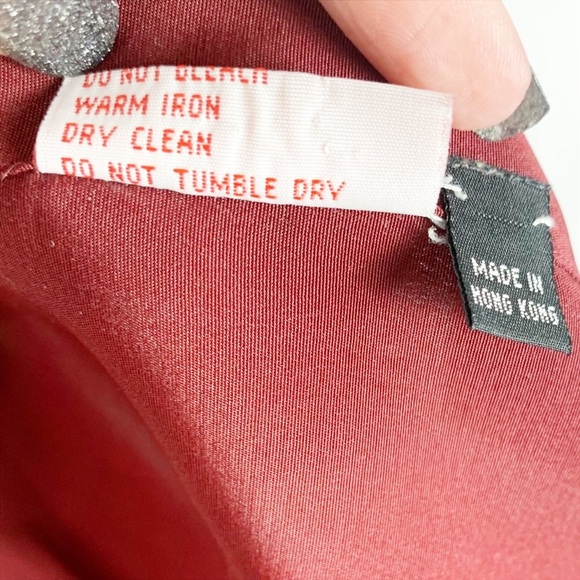 DO NOT BLEACH
WARM IRON
DRY CLEAN
DO NOT TUMBLE DRY
MADE IN
HONG KONG